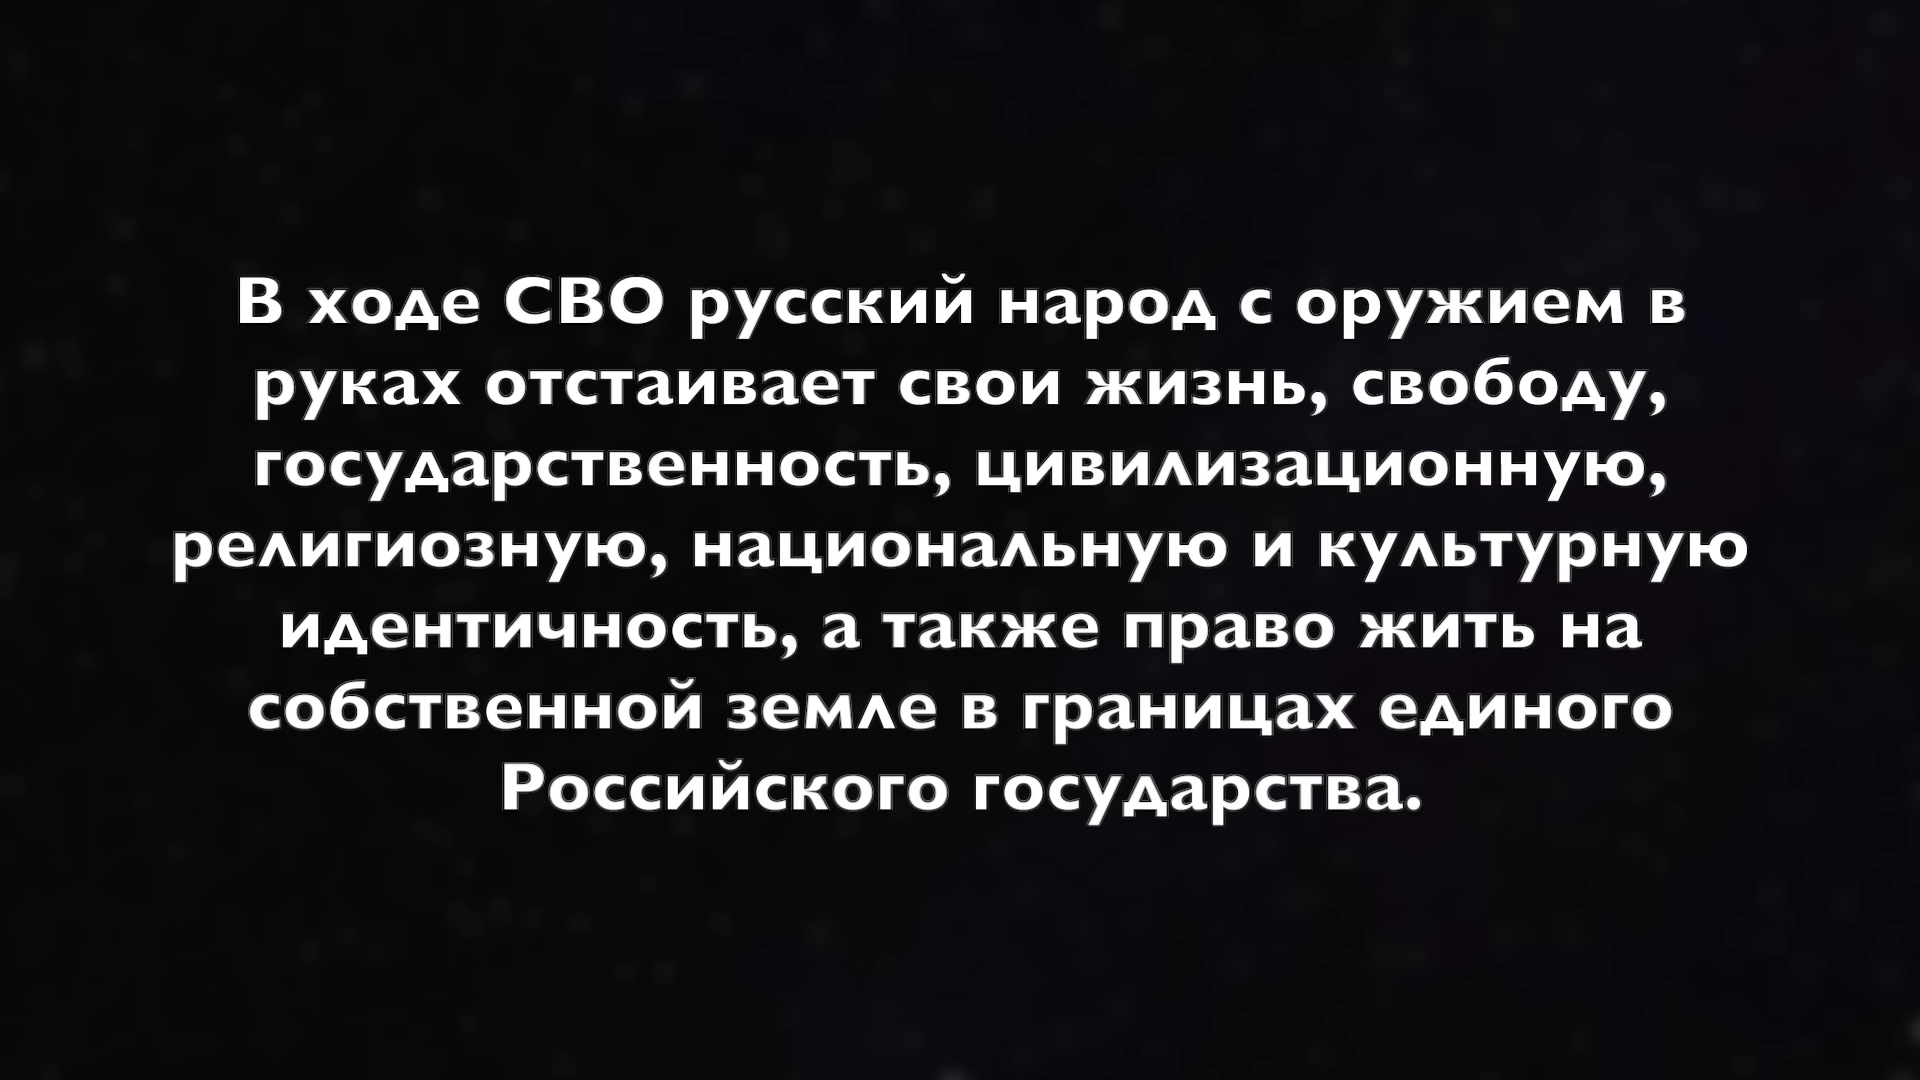 В ходе СВО русский народ с оружием в
руках отстаивает свои жизнь, свободу,
государственность, цивилизационную,
религиозную, национальную и культурную
идентичность, а также право жить на
собственной земле в границах единого
Российского государства.